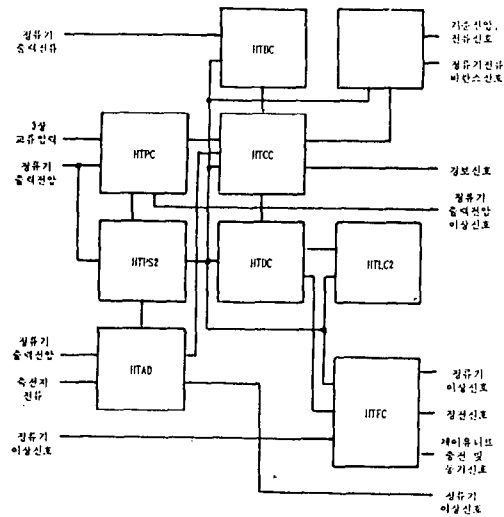 정류기
출력전류
HTBC
기준전압,
전류신호
정류기전류
바란스신호
3상
교류입력
HTPC
HTCC
경보신호
정류기
출력전압
정류기
출력전압
이상신호
HTPS2
HTDC
HTLC2
정류기
출력전압
HTAD
축전지
전류
HTFC
정류기
이상신호
정전신호
정류기
이상신호
제어유니트
충전 및
동기신호
정류기
이상신호